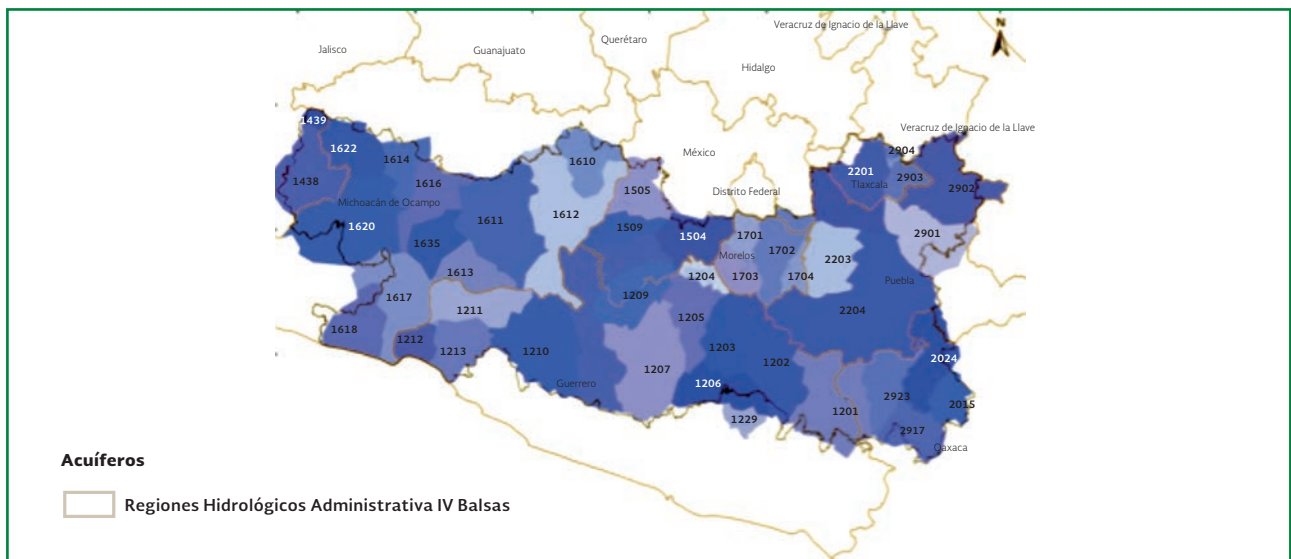 Veracruz de Ignacio de la Llave
N
Querétaro
Jalisco
Guanajuato
Hidalgo
1439
Veracruz de Ignacio de la Llave
1622
2904
México
1614
1610
2201
1438
1616
Tlaxcala
2903
1505
Distrito Federal
2902
Michoacán de Ocampo
1612
1611
1620
1509
1504
1701
2901
1635
1702
Morelos
2203
1613
1204
1703
1704
Puebla
1617
1209
1211
2204
1205
1618
1212
1203
1213
1210
2024
1202
1207
Guerrero
1206
2923
2015
1201
1229
2917
Oaxaca
Acuíferos
Regiones Hidrológicos Administrativa IV Balsas